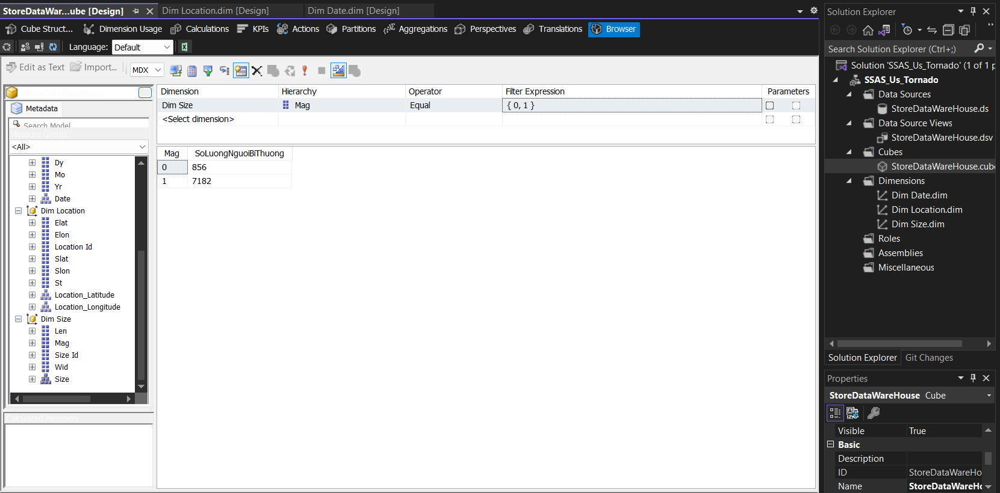 StoreDataWar...ube [Design]
Dim Location.dim [Design]
Dim Date.dim [Design]
Cube Struct...
Dimension Usage
Calculations
KPIs
Actions
Partitions
Aggregations
Perspectives
Translations
Browser
Language:
Default
Edit as Text
Import...
MDX
Metadata
Search Model
Measure Group:
<All>
Dy
Mo
Yr
Date
Dim Location
Elat
Elon
Location Id
Slat
Slon
St
Location_Latitude
Location_Longitude
Dim Size
Len
Mag
Size Id
Wid
Size
Calculated Members
Dimension Hierarchy Operator Filter Expression Parameters
Dim Size Mag Equal { 0, 1 }
<Select dimension>
Mag SoLuongNguoiBiThuong
0 856
1 7182
Solution Explorer
Search Solution Explorer (Ctrl+;)
Solution 'SSAS_Us_Tornado' (1 of 1 p
SSAS_Us_Tornado
Data Sources
StoreDataWareHouse.ds
Data Source Views
StoreDataWareHouse.dsv
Cubes
StoreDataWareHouse.cube
Dimensions
Dim Date.dim
Dim Location.dim
Dim Size.dim
Roles
Assemblies
Miscellaneous
Solution Explorer
Git Changes
Properties
StoreDataWareHouse Cube
Visible True
Basic
Description
ID StoreDataWareHo
Name StoreDataWareHo